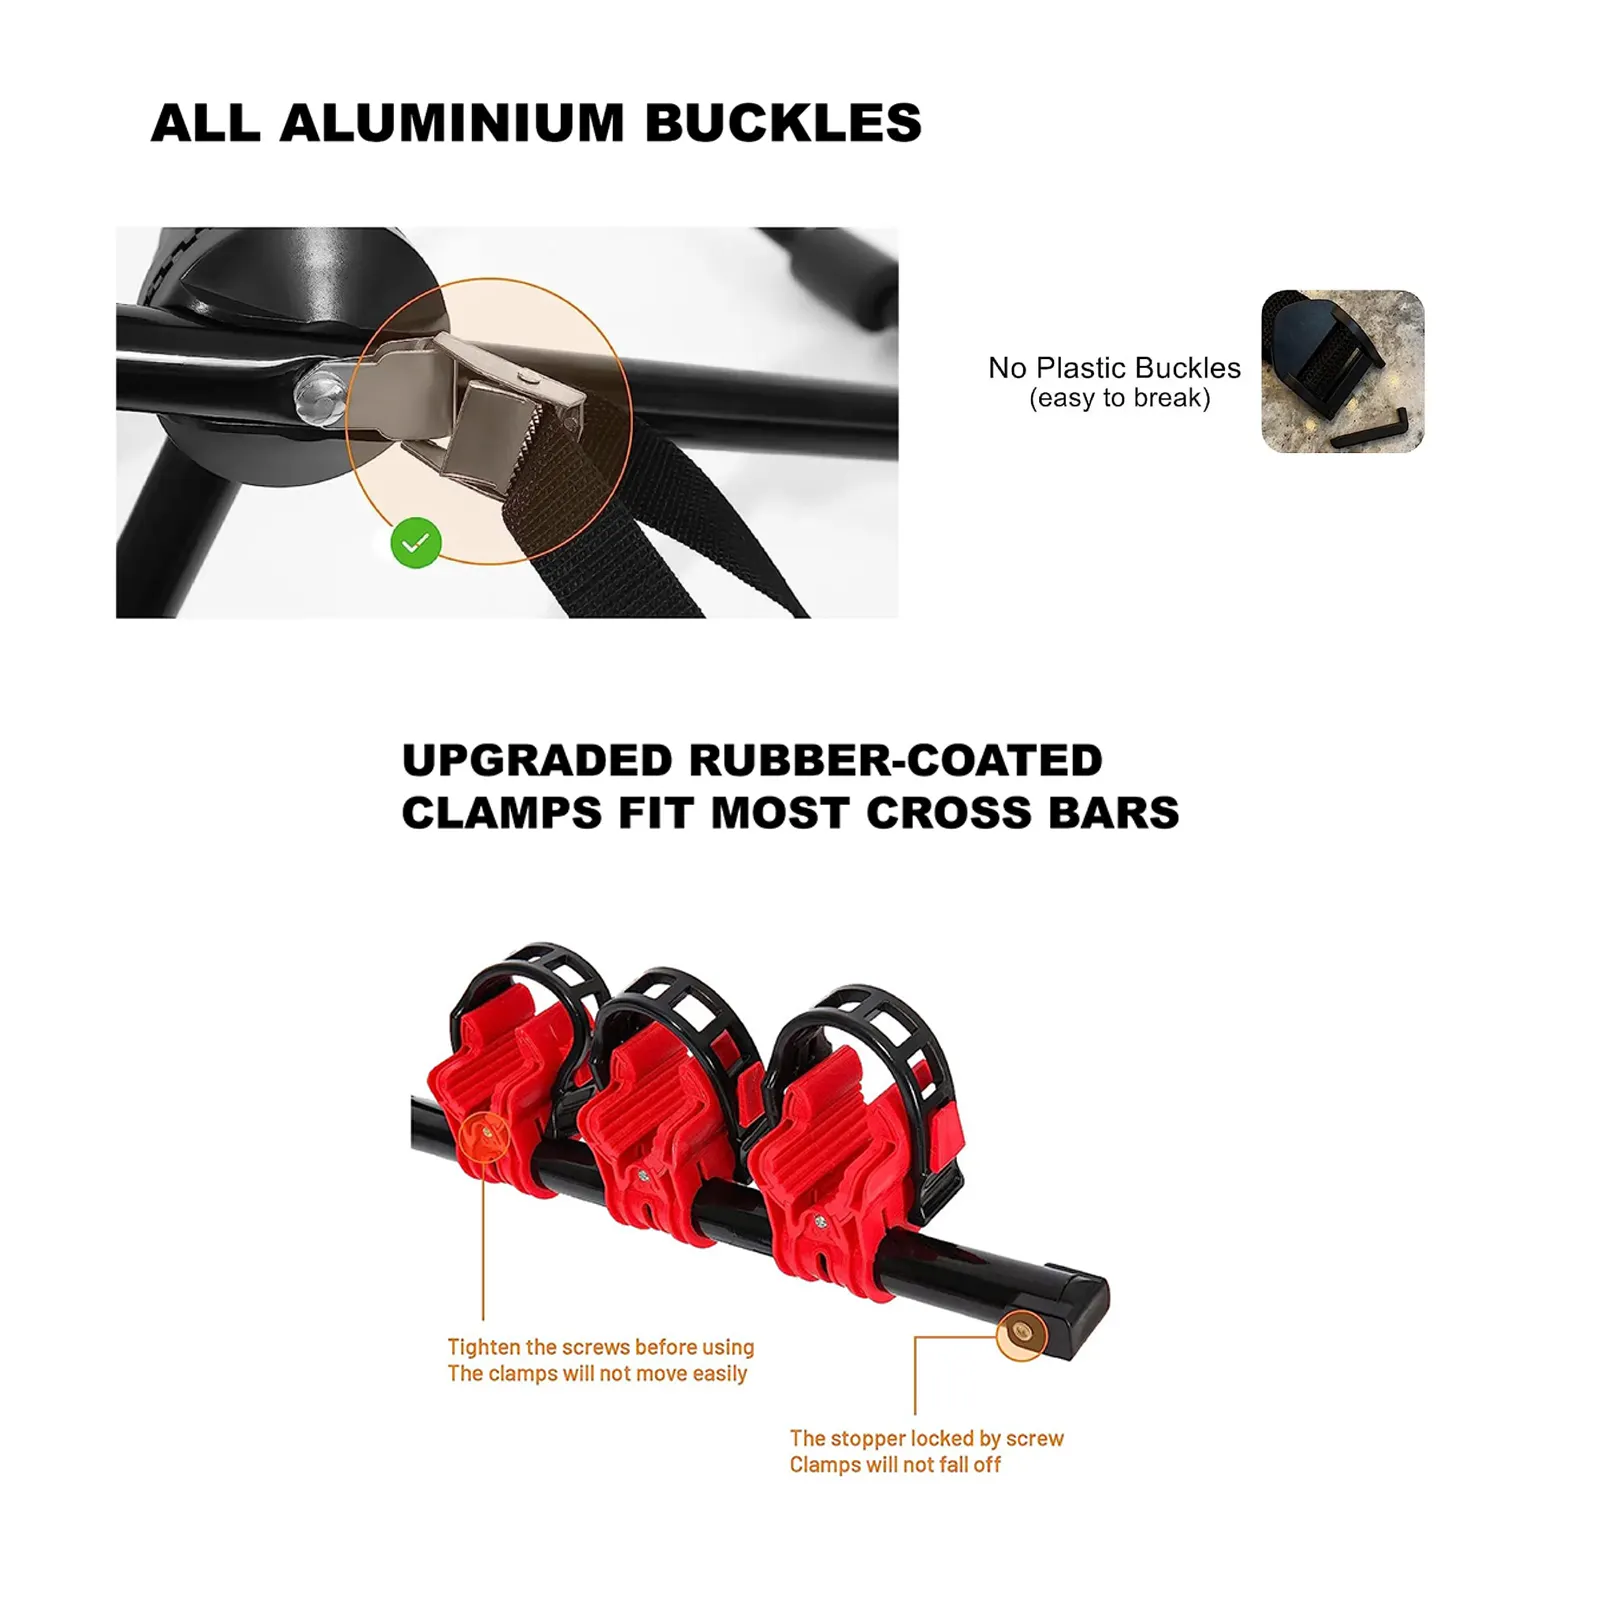 ALL ALUMINIUM BUCKLES
No Plastic Buckles
(easy to break)
UPGRADED RUBBER-COATED
CLAMPS FIT MOST CROSS BARS
Tighten the screws before using
The clamps will not move easily
The stopper locked by screw
Clamps will not fall off